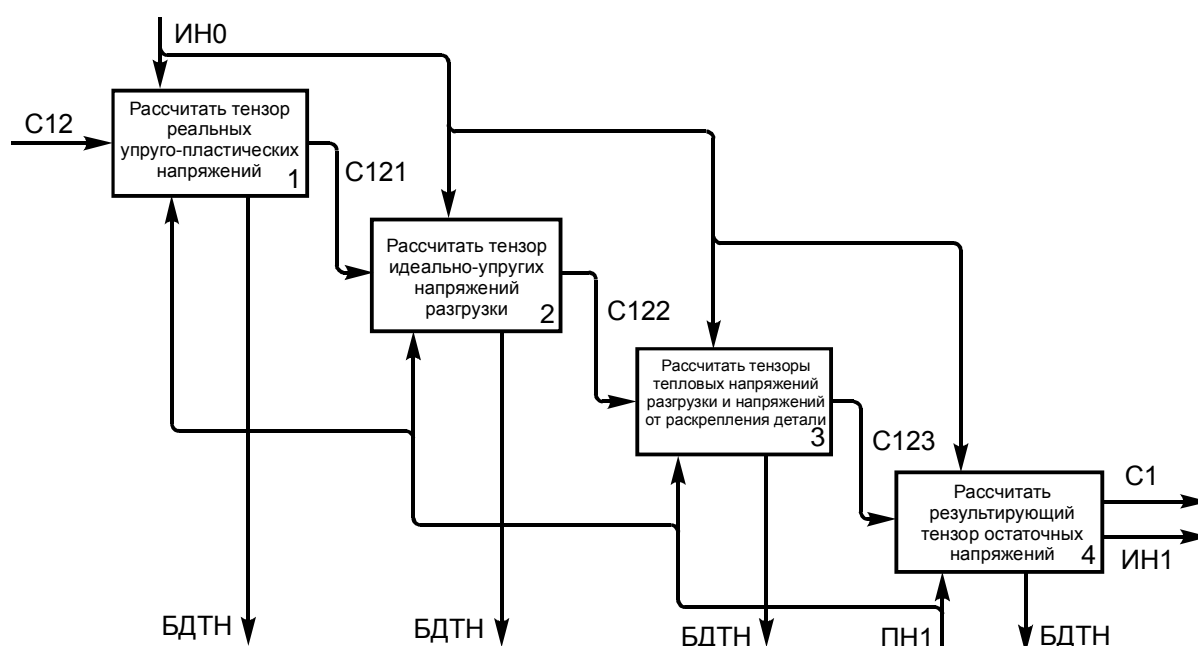 ИН0
С12
Рассчитать тензор
реальных
упруго-пластических
напряжений
1
С121
Рассчитать тензор
идеально-упругих
напряжений
разгрузки
2
С122
Рассчитать тензоры
тепловых напряжений
разгрузки и напряжений
от раскрепления детали
3
С123
Рассчитать
результирующий
тензор остаточных
напряжений
4
С1
ИН1
БДТН
БДТН
БДТН
ПН1
БДТН